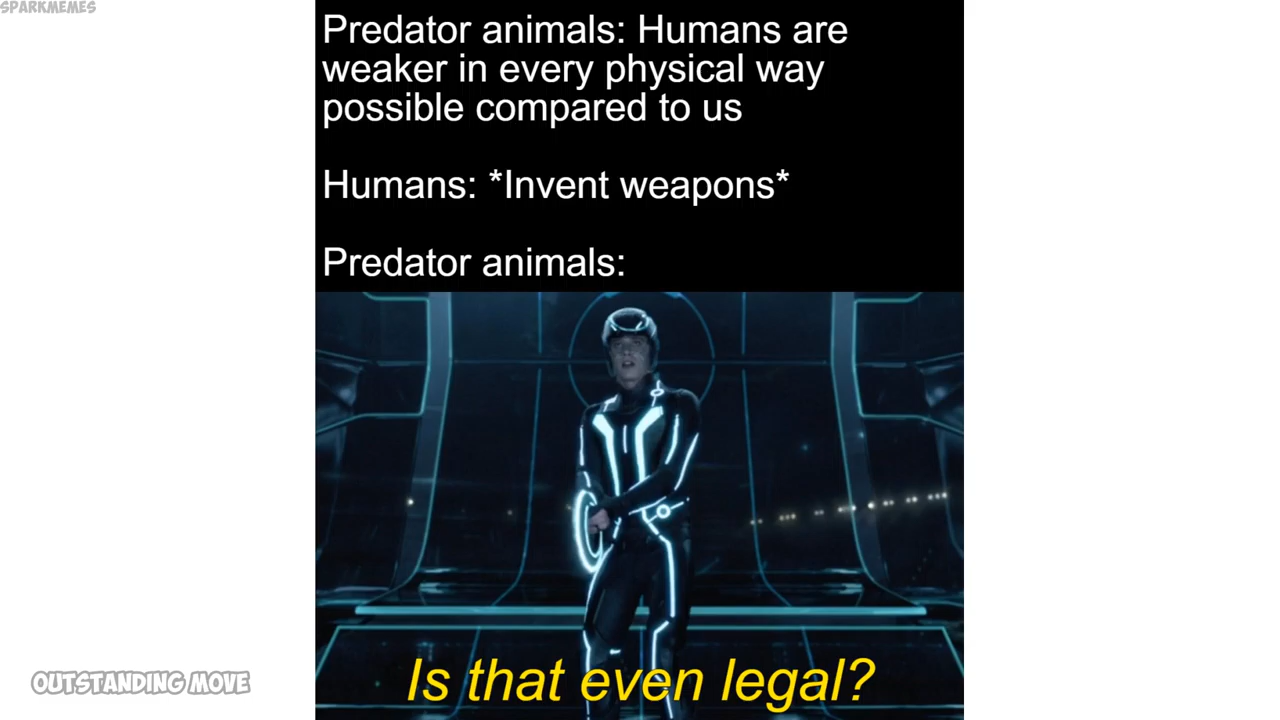 SPARKMEMES
Predator animals: Humans are
weaker in every physical way
possible compared to us
Humans: *Invent weapons*
Predator animals:
Is that even legal?
OUTSTANDING MOVE